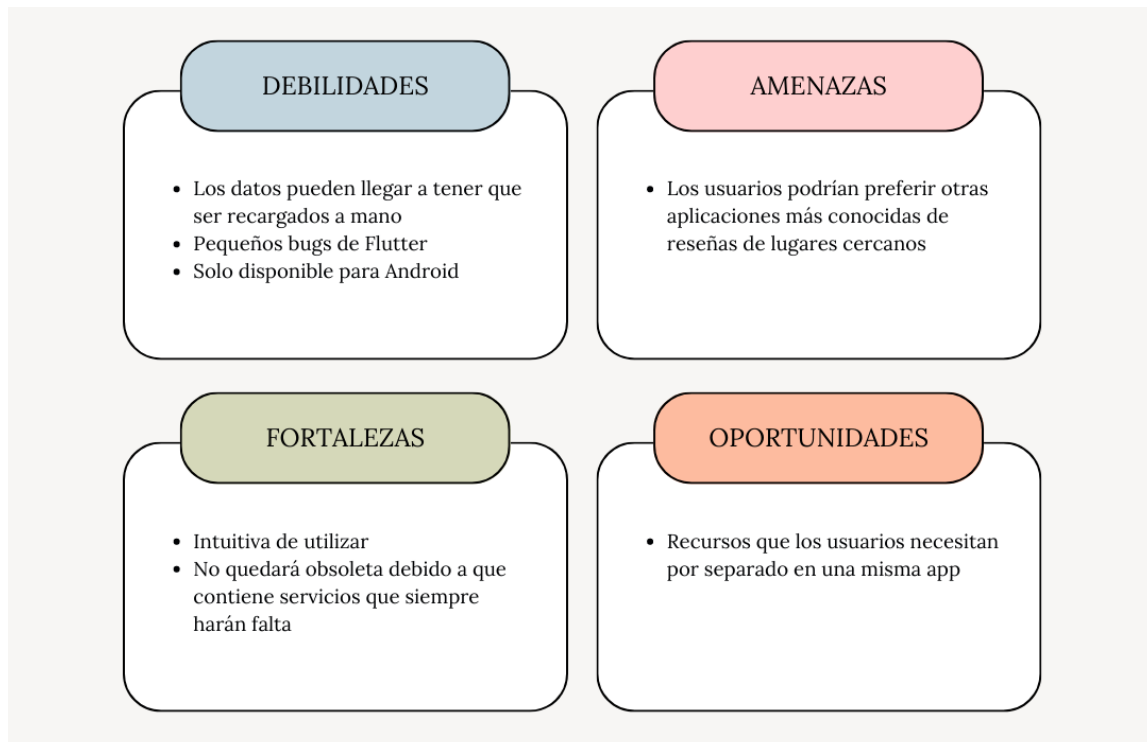 DEBILIDADES
• Los datos pueden llegar a tener que
ser recargados a mano
• Pequeños bugs de Flutter
• Solo disponible para Android
AMENAZAS
• Los usuarios podrían preferir otras
aplicaciones más conocidas de
reseñas de lugares cercanos
FORTALEZAS
• Intuitiva de utilizar
• No quedará obsoleta debido a que
contiene servicios que siempre
harán falta
OPORTUNIDADES
• Recursos que los usuarios necesitan
por separado en una misma app